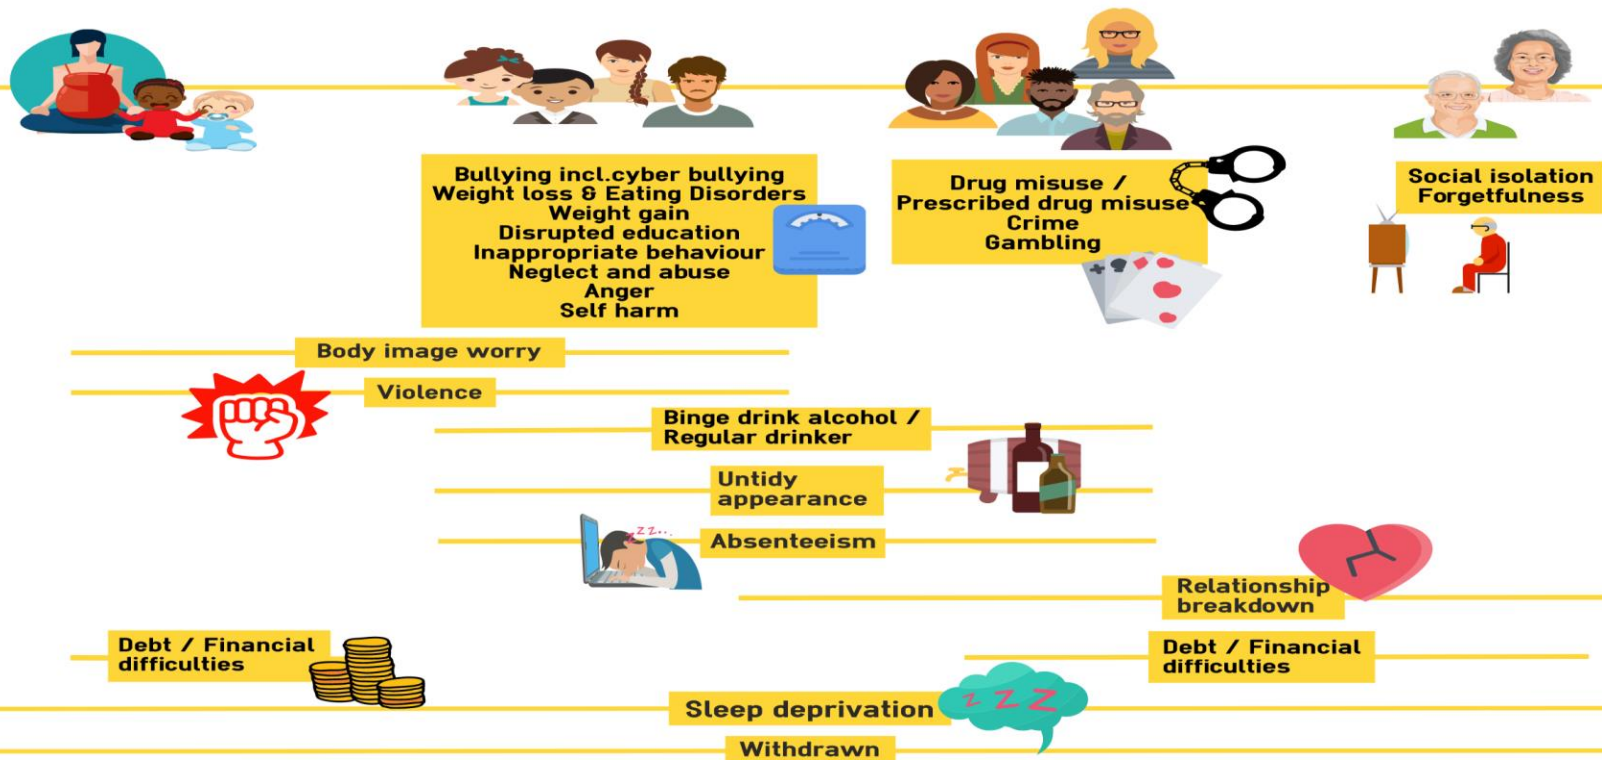 Bullying incl.cyber bullying
Weight loss & Eating Disorders
Weight gain
Disrupted education
Inappropriate behaviour
Neglect and abuse
Anger
Self harm
Drug misuse /
Prescribed drug misuse
Crime
Gambling
Social isolation
Forgetfulness
Body image worry
Violence
Binge drink alcohol /
Regular drinker
Untidy
appearance
zZZ...
Absenteeism
Relationship
breakdown
Debt / Financial
difficulties
Debt / Financial
difficulties
Sleep deprivation
z Z Z
Withdrawn